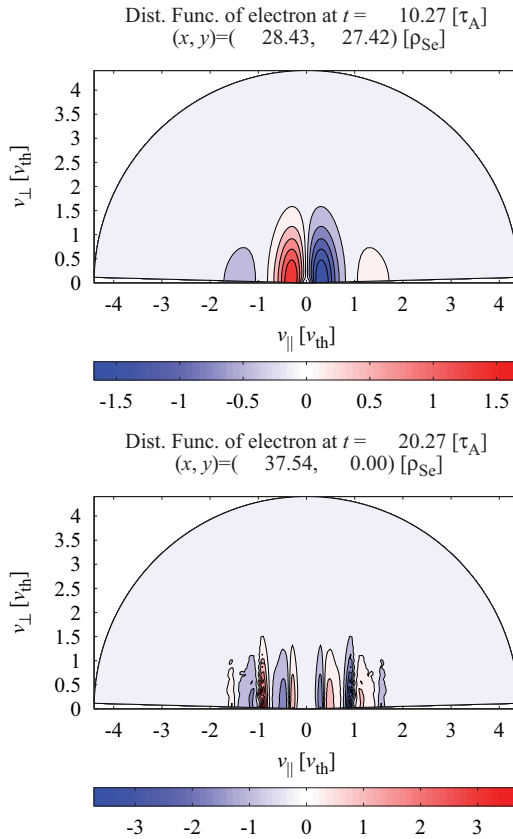 Dist. Func. of electron at t = 10.27 [τA]
(x, y)=( 28.43, 27.42) [ρSe]
4
3.5
3
2.5
2
1.5
1
0.5
0
v⊥ [vth]
-4 -3 -2 -1 0 1 2 3 4
v|| [vth]
-1.5 -1 -0.5 0 0.5 1 1.5
Dist. Func. of electron at t = 20.27 [τA]
(x, y)=( 37.54, 0.00) [ρSe]
4
3.5
3
2.5
2
1.5
1
0.5
0
v⊥ [vth]
-4 -3 -2 -1 0 1 2 3 4
v|| [vth]
-3 -2 -1 0 1 2 3